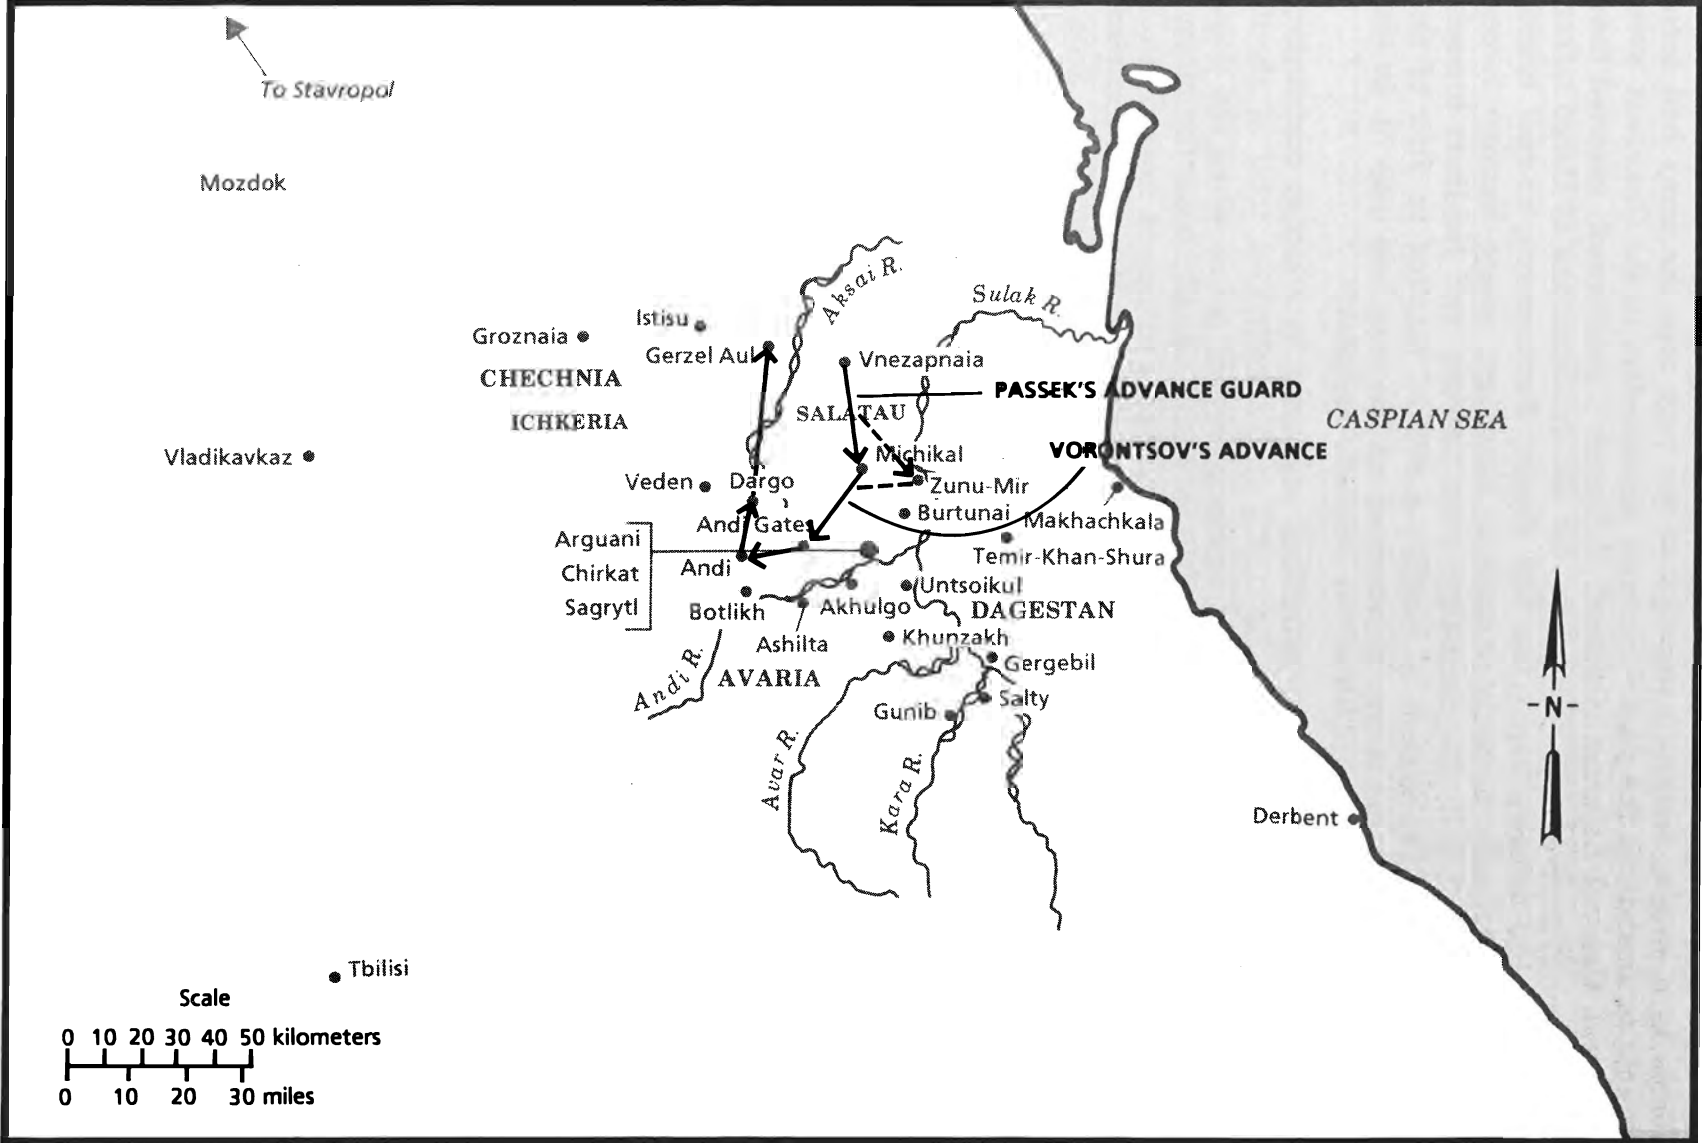 To Stavropol
Mozdok
Aksai R.
Sulak R.
Istisu
Groznaia
Gerzel Aul
Vnezapnaia
CHECHNIA
PASSEK'S ADVANCE GUARD
SALATAU
ICHKERIA
CASPIAN SEA
Michikal
VORONTSOV'S ADVANCE
Vladikavkaz
Veden
Dargo
Zunu-Mir
Burtunai
Makhachkala
Andi Gates
Arguani
Temir-Khan-Shura
Andi
Chirkat
Untsoikul
Sagrytl
Botlikh
Akhulgo
DAGESTAN
Ashilta
Khunzakh
Gergebil
Andi R.
AVARIA
Salty
Gunib
-N-
Avar R.
Kara R.
Derbent
Tbilisi
Scale
0 10 20 30 40 50 kilometers
0 10 20 30 miles